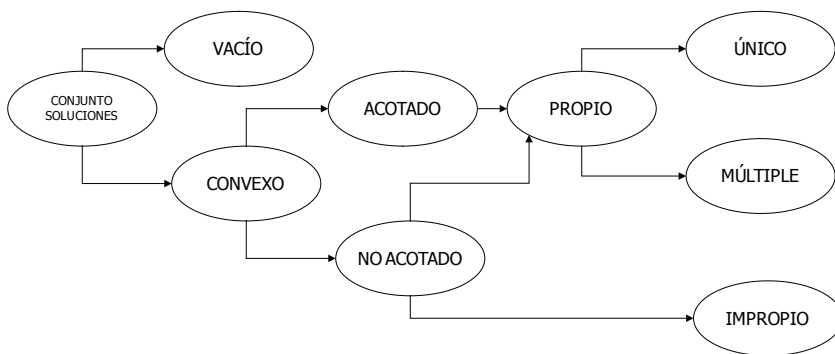 VACÍO
ÚNICO
CONJUNTO
SOLUCIONES
ACOTADO
PROPIO
CONVEXO
MÚLTIPLE
NO ACOTADO
IMPROPIO